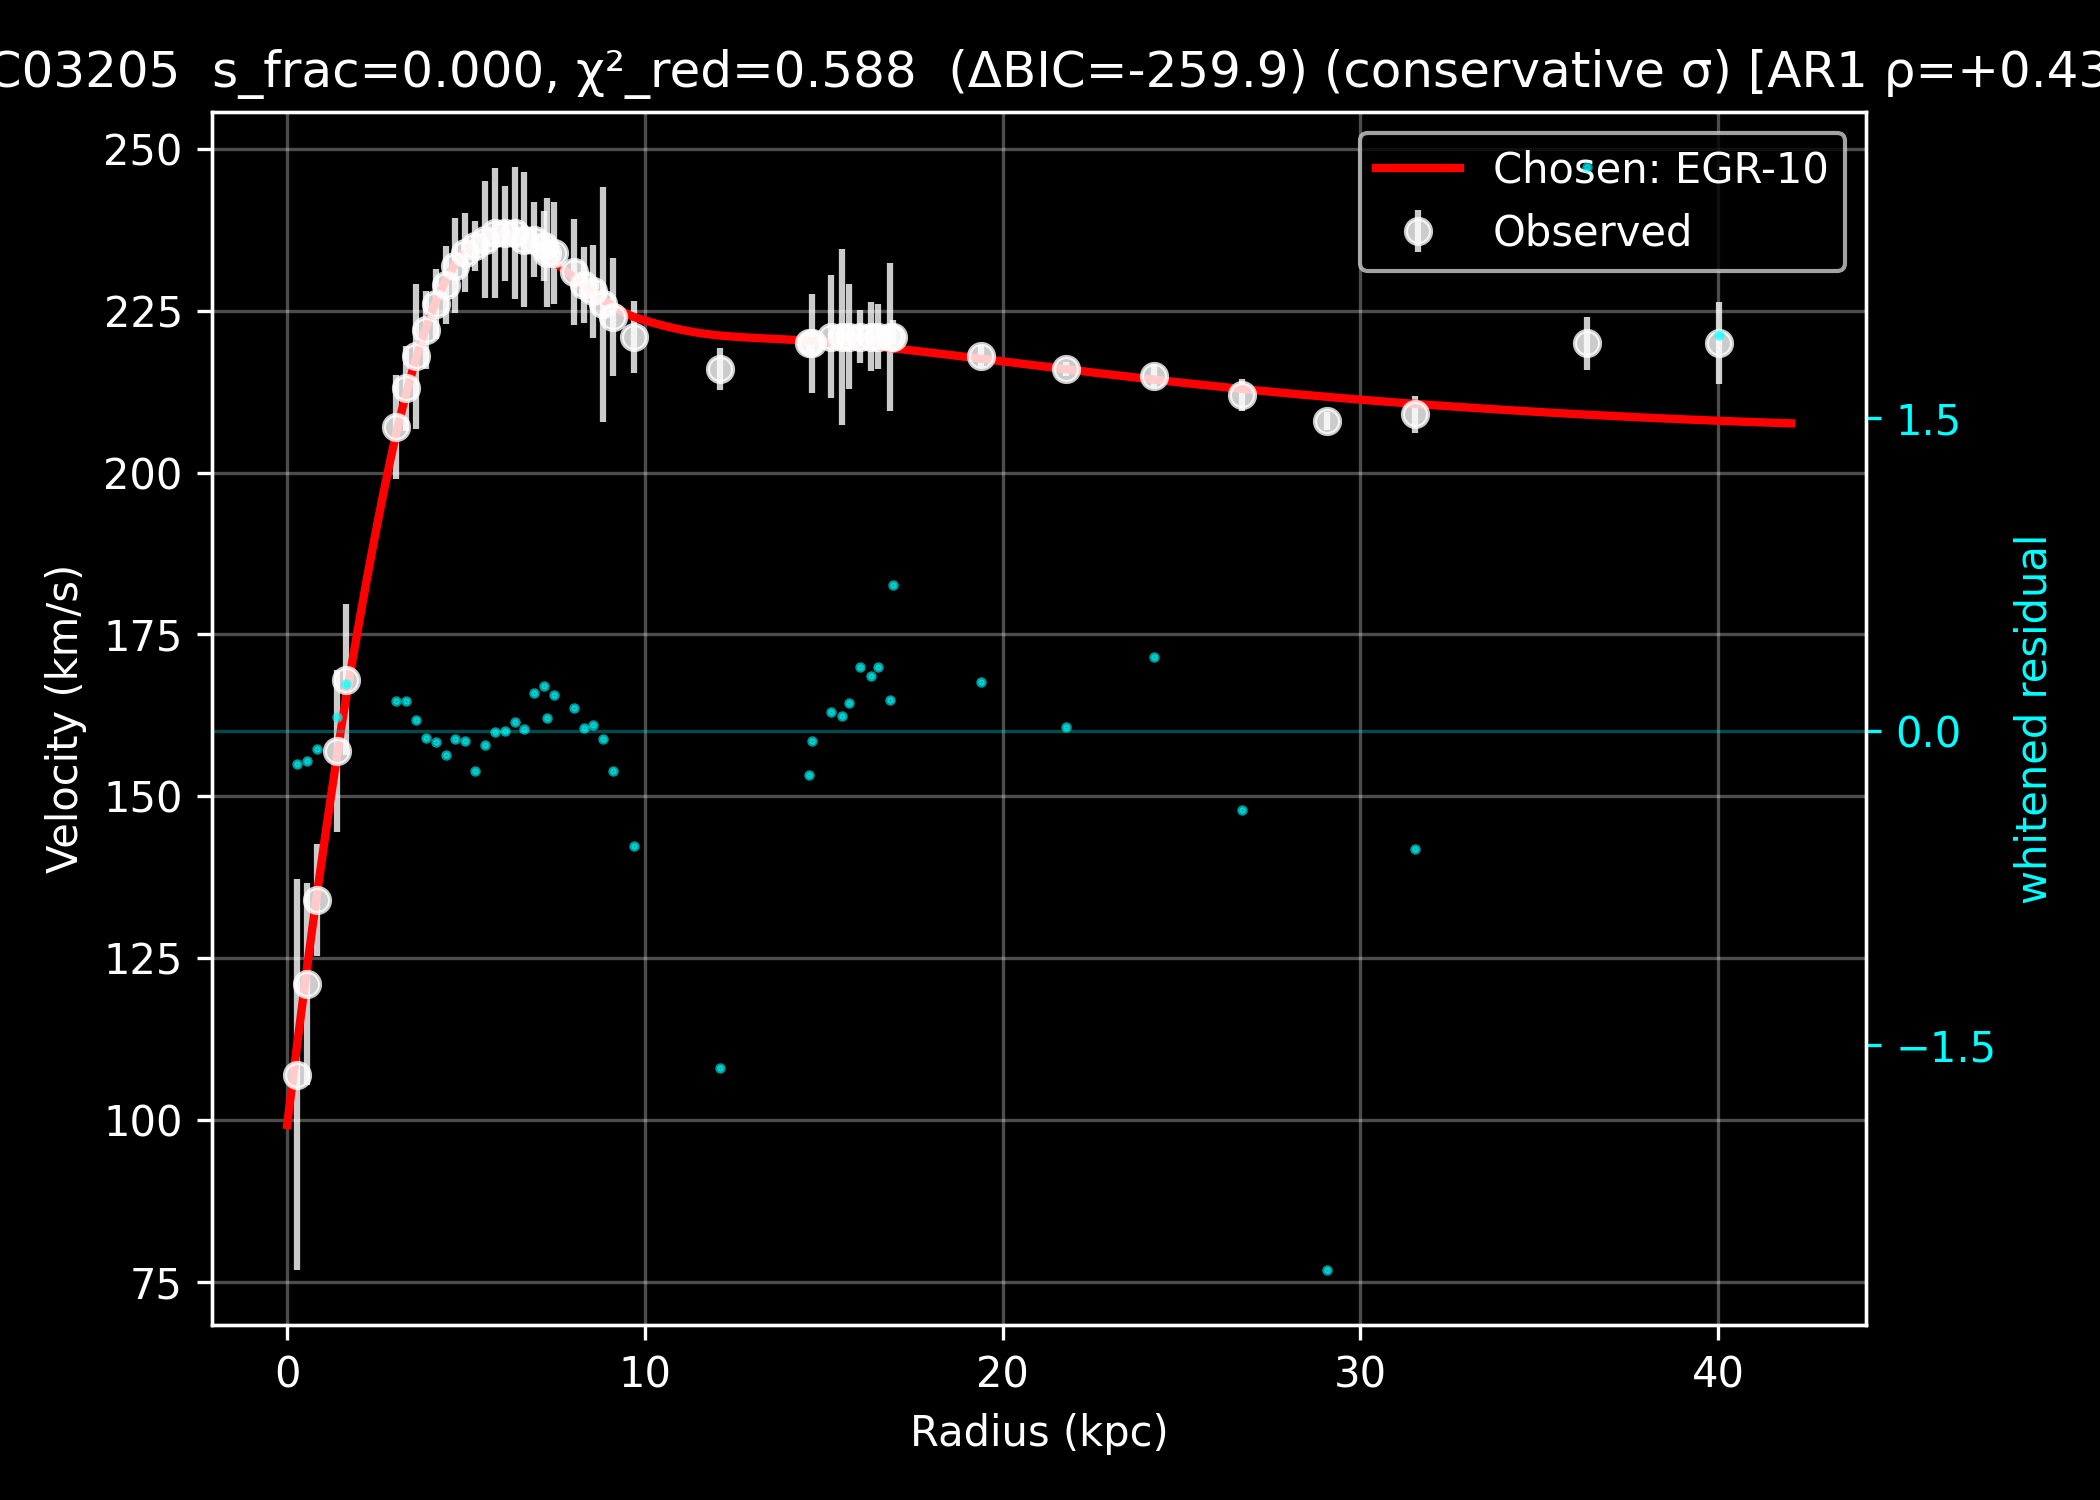 C03205  s_frac=0.000, χ²_red=0.588  (ΔBIC=-259.9) (conservative σ) [AR1 ρ=+0.43
Chosen: EGR-10
Observed
250
225
200
175
150
125
100
75
Velocity (km/s)
1.5
0.0
−1.5
whitened residual
0
10
20
30
40
Radius (kpc)